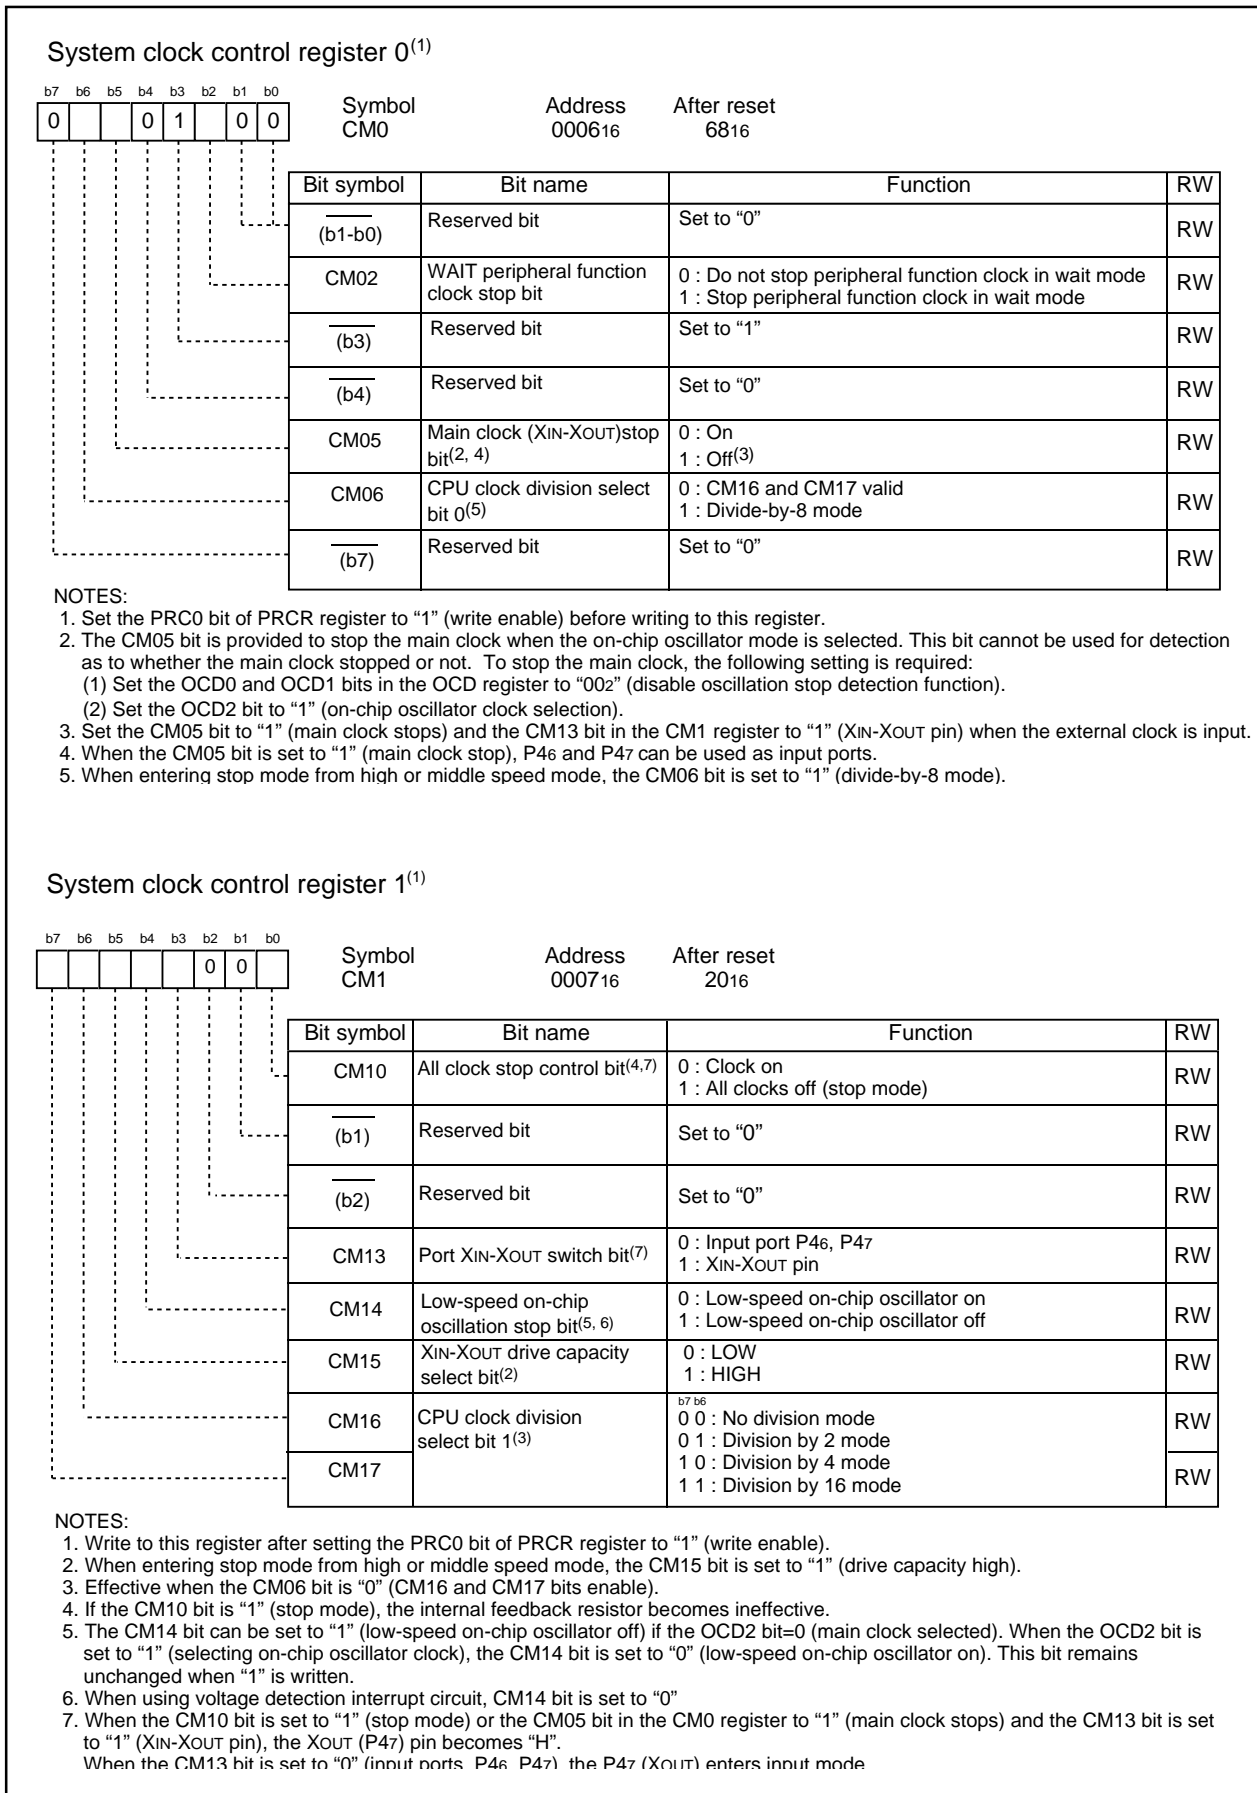 System clock control register 0(1)
b7 b6 b5 b4 b3 b2 b1 b0
0 0 1 0 0
Symbol Address After reset
CM0 000616 6816
Bit symbol Bit name Function RW
(b1-b0) Reserved bit Set to “0” RW
CM02 WAIT peripheral function 0 : Do not stop peripheral function clock in wait mode RW
clock stop bit 1 : Stop peripheral function clock in wait mode
(b3) Reserved bit Set to “1” RW
(b4) Reserved bit Set to “0” RW
CM05 Main clock (XIN-XOUT)stop 0 : On RW
bit(2, 4) 1 : Off(3)
CM06 CPU clock division select 0 : CM16 and CM17 valid RW
bit 0(5) 1 : Divide-by-8 mode
(b7) Reserved bit Set to “0” RW
NOTES:
1. Set the PRC0 bit of PRCR register to “1” (write enable) before writing to this register.
2. The CM05 bit is provided to stop the main clock when the on-chip oscillator mode is selected. This bit cannot be used for detection
as to whether the main clock stopped or not. To stop the main clock, the following setting is required:
(1) Set the OCD0 and OCD1 bits in the OCD register to “002” (disable oscillation stop detection function).
(2) Set the OCD2 bit to “1” (on-chip oscillator clock selection).
3. Set the CM05 bit to “1” (main clock stops) and the CM13 bit in the CM1 register to “1” (XIN-XOUT pin) when the external clock is input.
4. When the CM05 bit is set to “1” (main clock stop), P46 and P47 can be used as input ports.
5. When entering stop mode from high or middle speed mode, the CM06 bit is set to “1” (divide-by-8 mode).
System clock control register 1(1)
b7 b6 b5 b4 b3 b2 b1 b0
0 0
Symbol Address After reset
CM1 000716 2016
Bit symbol Bit name Function RW
CM10 All clock stop control bit(4,7) 0 : Clock on RW
1 : All clocks off (stop mode)
(b1) Reserved bit Set to “0” RW
(b2) Reserved bit Set to “0” RW
CM13 Port XIN-XOUT switch bit(7) 0 : Input port P46, P47 RW
1 : XIN-XOUT pin
CM14 Low-speed on-chip 0 : Low-speed on-chip oscillator on RW
oscillation stop bit(5, 6) 1 : Low-speed on-chip oscillator off
CM15 XIN-XOUT drive capacity 0 : LOW RW
select bit(2) 1 : HIGH
b7 b6
CM16 CPU clock division 0 0 : No division mode RW
select bit 1(3) 0 1 : Division by 2 mode
CM17 1 0 : Division by 4 mode RW
1 1 : Division by 16 mode
NOTES:
1. Write to this register after setting the PRC0 bit of PRCR register to “1” (write enable).
2. When entering stop mode from high or middle speed mode, the CM15 bit is set to “1” (drive capacity high).
3. Effective when the CM06 bit is “0” (CM16 and CM17 bits enable).
4. If the CM10 bit is “1” (stop mode), the internal feedback resistor becomes ineffective.
5. The CM14 bit can be set to “1” (low-speed on-chip oscillator off) if the OCD2 bit=0 (main clock selected). When the OCD2 bit is
set to “1” (selecting on-chip oscillator clock), the CM14 bit is set to “0” (low-speed on-chip oscillator on). This bit remains
unchanged when “1” is written.
6. When using voltage detection interrupt circuit, CM14 bit is set to “0”
7. When the CM10 bit is set to “1” (stop mode) or the CM05 bit in the CM0 register to “1” (main clock stops) and the CM13 bit is set
to “1” (XIN-XOUT pin), the XOUT (P47) pin becomes “H”.
When the CM13 bit is set to “0” (input ports, P46, P47), the P47 (XOUT) enters input mode